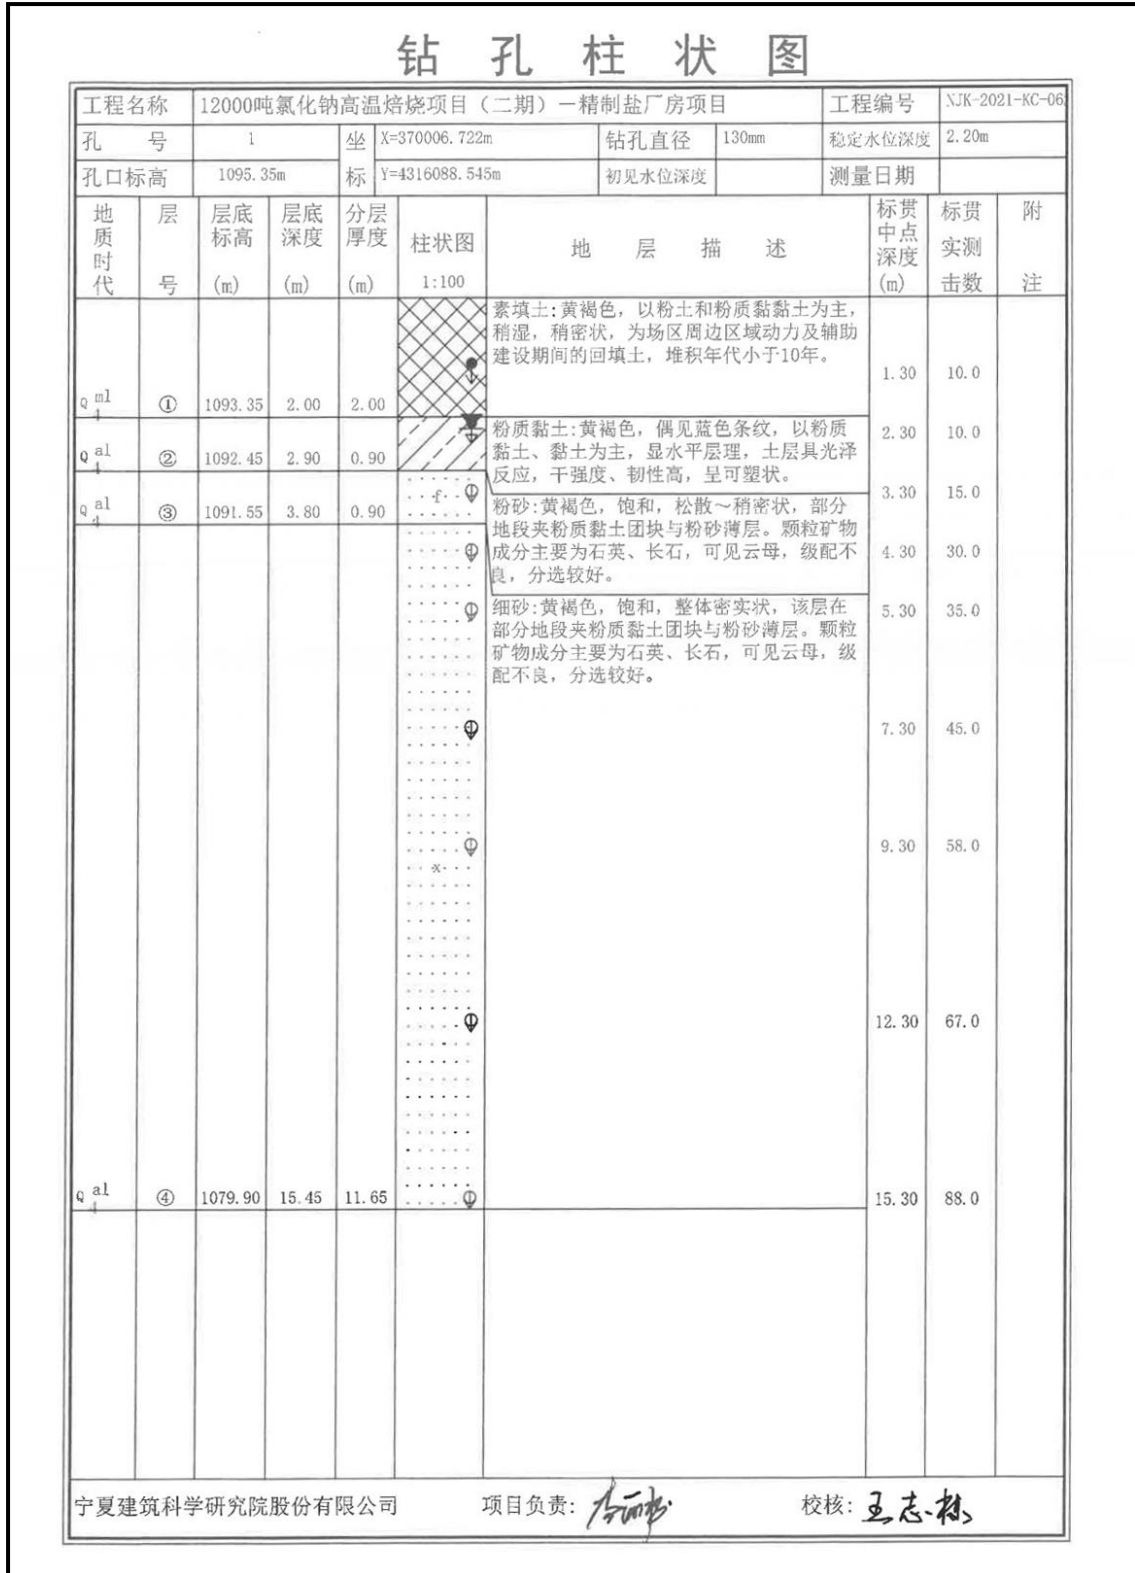 钻孔柱状图
工程名称 12000吨氯化钠高温焙烧项目（二期）－精制盐厂房项目 工程编号 NJK-2021-KC-06
孔号 1 坐 X=370006.722m 钻孔直径 130mm 稳定水位深度 2.20m
孔口标高 1095.35m 标 Y=4316088.545m 初见水位深度 测量日期
地质时代 层号 层底标高(m) 层底深度(m) 分层厚度(m) 柱状图 1:100 地层描述 标贯中点深度(m) 标贯实测击数 附注
素填土:黄褐色，以粉土和粉质黏黏土为主，
稍湿，稍密状，为场区周边区域动力及辅助
建设期间的回填土，堆积年代小于10年。
1.30 10.0
Q4 ml ① 1093.35 2.00 2.00
粉质黏土:黄褐色，偶见蓝色条纹，以粉质
2.30 10.0
黏土、黏土为主，显水平层理，土层具光泽
Q4 al ② 1092.45 2.90 0.90
反应，干强度、韧性高，呈可塑状。
f
3.30 15.0
粉砂:黄褐色，饱和，松散～稍密状，部分
Q4 al ③ 1091.55 3.80 0.90
地段夹粉质黏土团块与粉砂薄层。颗粒矿物
成分主要为石英、长石，可见云母，级配不
4.30 30.0
良，分选较好。
细砂:黄褐色，饱和，整体密实状，该层在
5.30 35.0
部分地段夹粉质黏土团块与粉砂薄层。颗粒
矿物成分主要为石英、长石，可见云母，级
配不良，分选较好。
7.30 45.0
9.30 58.0
x
12.30 67.0
Q4 al ④ 1079.90 15.45 11.65
15.30 88.0
宁夏建筑科学研究院股份有限公司 项目负责: 校核: 王志栋